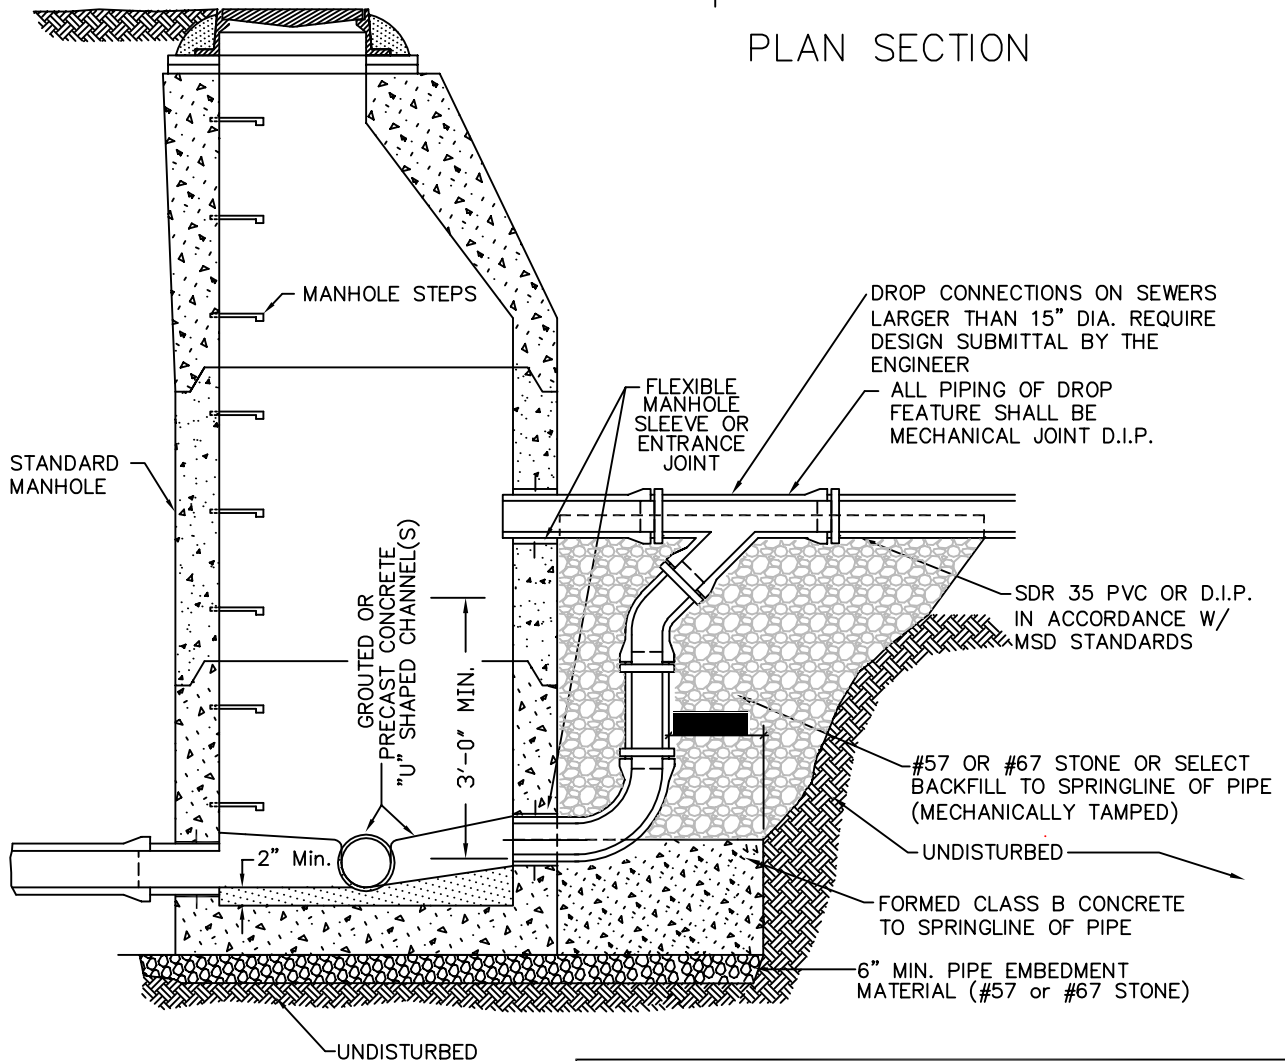 PLAN SECTION
MANHOLE STEPS
DROP CONNECTIONS ON SEWERS
LARGER THAN 15" DIA. REQUIRE
DESIGN SUBMITTAL BY THE
ENGINEER
ALL PIPING OF DROP
FEATURE SHALL BE
MECHANICAL JOINT D.I.P.
FLEXIBLE
MANHOLE
SLEEVE OR
ENTRANCE
JOINT
STANDARD
MANHOLE
GROUTED OR
PRECAST CONCRETE
"U" SHAPED CHANNEL(S)
3'-0" MIN.
SDR 35 PVC OR D.I.P.
IN ACCORDANCE W/
MSD STANDARDS
#57 OR #67 STONE OR SELECT
BACKFILL TO SPRINGLINE OF PIPE
(MECHANICALLY TAMPED)
2" Min.
UNDISTURBED
FORMED CLASS B CONCRETE
TO SPRINGLINE OF PIPE
6" MIN. PIPE EMBEDMENT
MATERIAL (#57 or #67 STONE)
UNDISTURBED